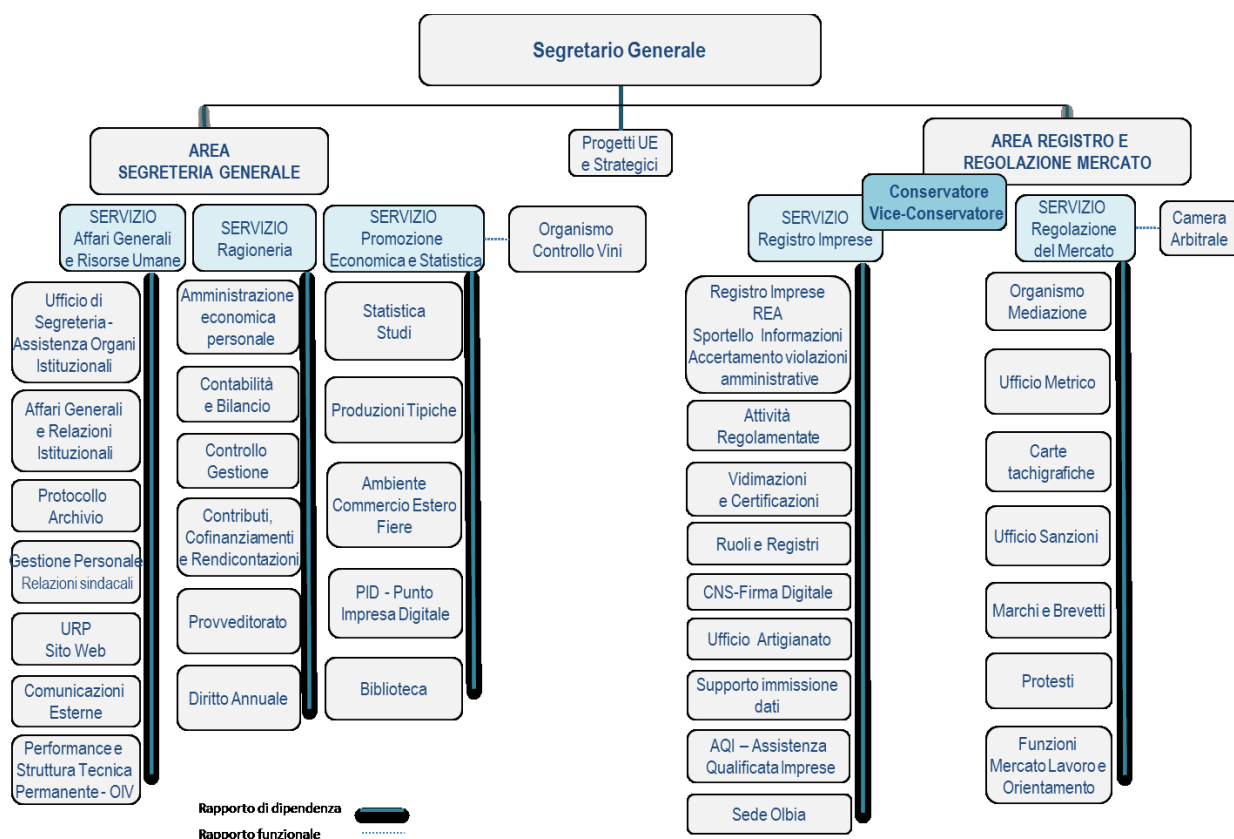 Segretario Generale
AREA
SEGRETERIA GENERALE
Progetti UE
e Strategici
AREA REGISTRO E
REGOLAZIONE MERCATO
Conservatore
Vice-Conservatore
SERVIZIO
Affari Generali
e Risorse Umane
SERVIZIO
Ragioneria
SERVIZIO
Promozione
Economica e Statistica
Organismo
Controllo Vini
SERVIZIO
Registro Imprese
SERVIZIO
Regolazione
del Mercato
Camera
Arbitrale
Ufficio di
Segreteria -
Assistenza Organi
Istituzionali
Affari Generali
e Relazioni
Istituzionali
Protocollo
Archivio
Gestione Personale
Relazioni sindacali
URP
Sito Web
Comunicazioni
Esterne
Performance e
Struttura Tecnica
Permanente - OIV
Amministrazione
economica
personale
Contabilità
e Bilancio
Controllo
Gestione
Contributi,
Cofinanziamenti
e Rendicontazioni
Provveditorato
Diritto Annuale
Statistica
Studi
Produzioni Tipiche
Ambiente
Commercio Estero
Fiere
PID - Punto
Impresa Digitale
Biblioteca
Registro Imprese
REA
Sportello Informazioni
Accertamento violazioni
amministrative
Attività
Regolamentate
Vidimazioni
e Certificazioni
Ruoli e Registri
CNS-Firma Digitale
Ufficio Artigianato
Supporto immissione
dati
AQI – Assistenza
Qualificata Imprese
Sede Olbia
Organismo
Mediazione
Ufficio Metrico
Carte
tachigrafiche
Ufficio Sanzioni
Marchi e Brevetti
Protesti
Funzioni
Mercato Lavoro e
Orientamento
Rapporto di dipendenza
Rapporto funzionale